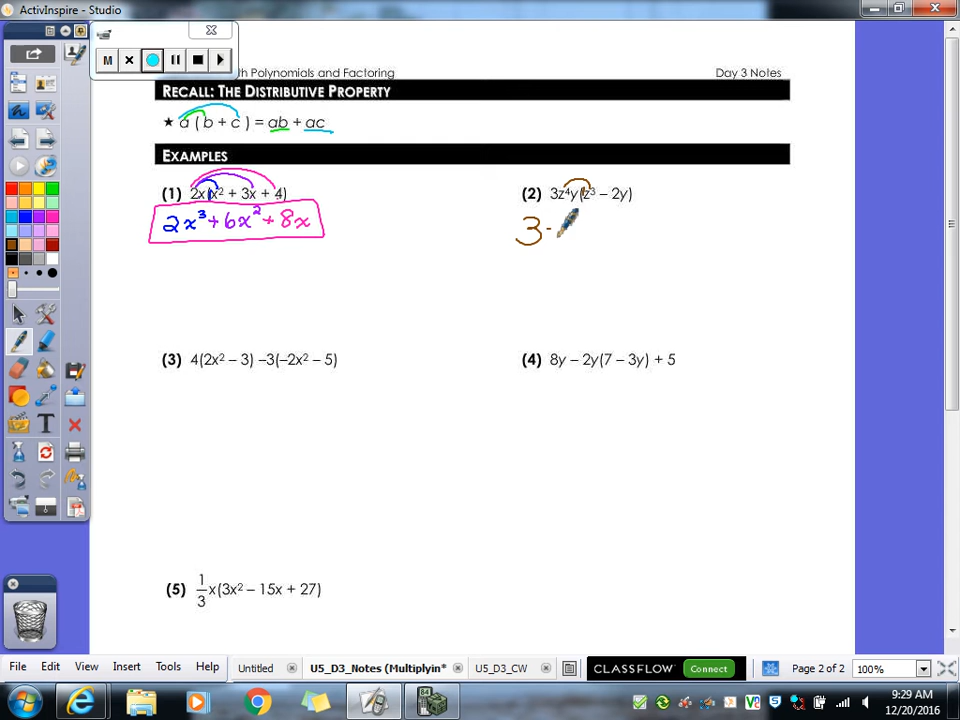 ActivInspire - Studio
M
th Polynomials and Factoring
Day 3 Notes
RECALL: THE DISTRIBUTIVE PROPERTY
★ a ( b + c ) = ab + ac
EXAMPLES
(1) 2x(x² + 3x + 4)
2x³ + 6x² + 8x
(2) 3z⁴y(z³ – 2y)
3
(3) 4(2x² – 3) –3(–2x² – 5)
(4) 8y – 2y(7 – 3y) + 5
(5) 1/3 x(3x² – 15x + 27)
File Edit View Insert Tools Help
Untitled
U5_D3_Notes (Multiplyin*
U5_D3_CW
CLASSFLOW
Connect
Page 2 of 2
100%
84
9:29 AM
12/20/2016